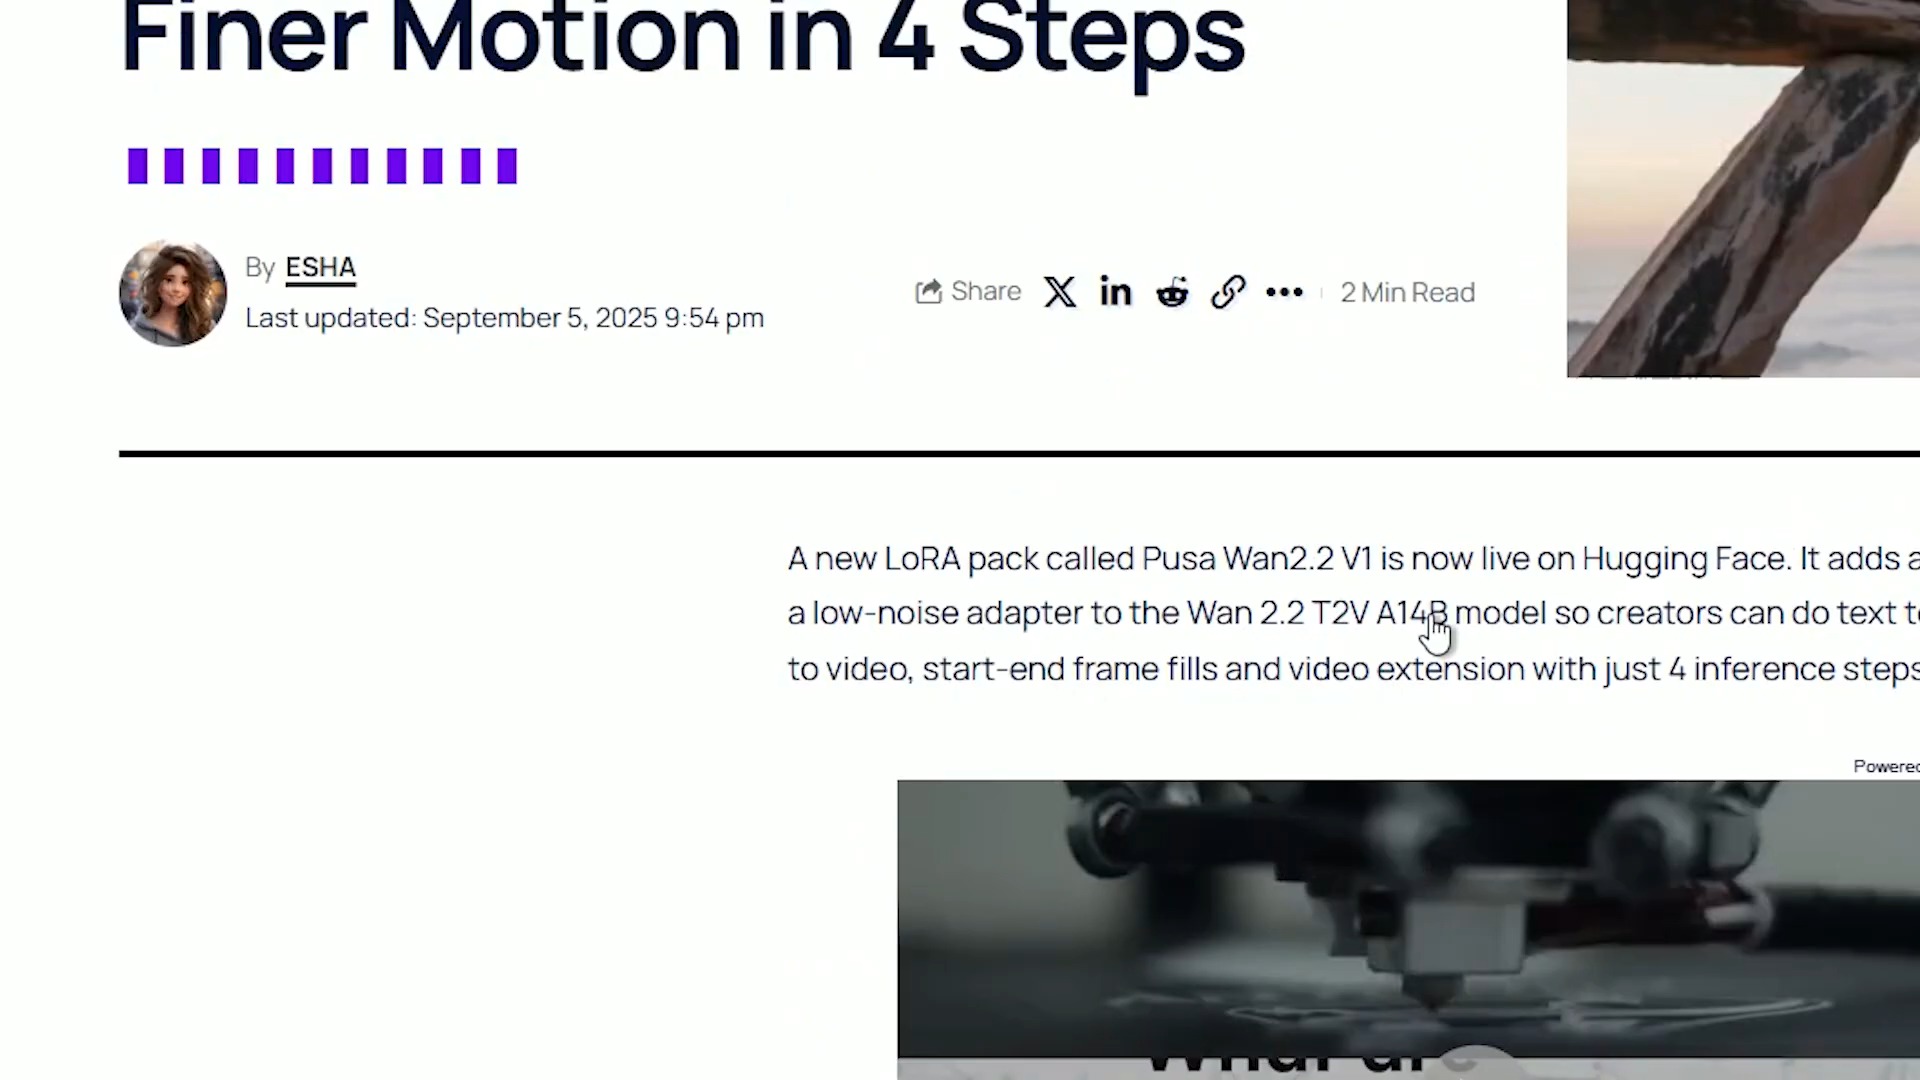 Finer Motion in 4 Steps
By ESHA
Last updated: September 5, 2025 9:54 pm
Share
2 Min Read
A new LoRA pack called Pusa Wan2.2 V1 is now live on Hugging Face. It adds a
a low-noise adapter to the Wan 2.2 T2V A14B model so creators can do text to
to video, start-end frame fills and video extension with just 4 inference steps
Powered
What are